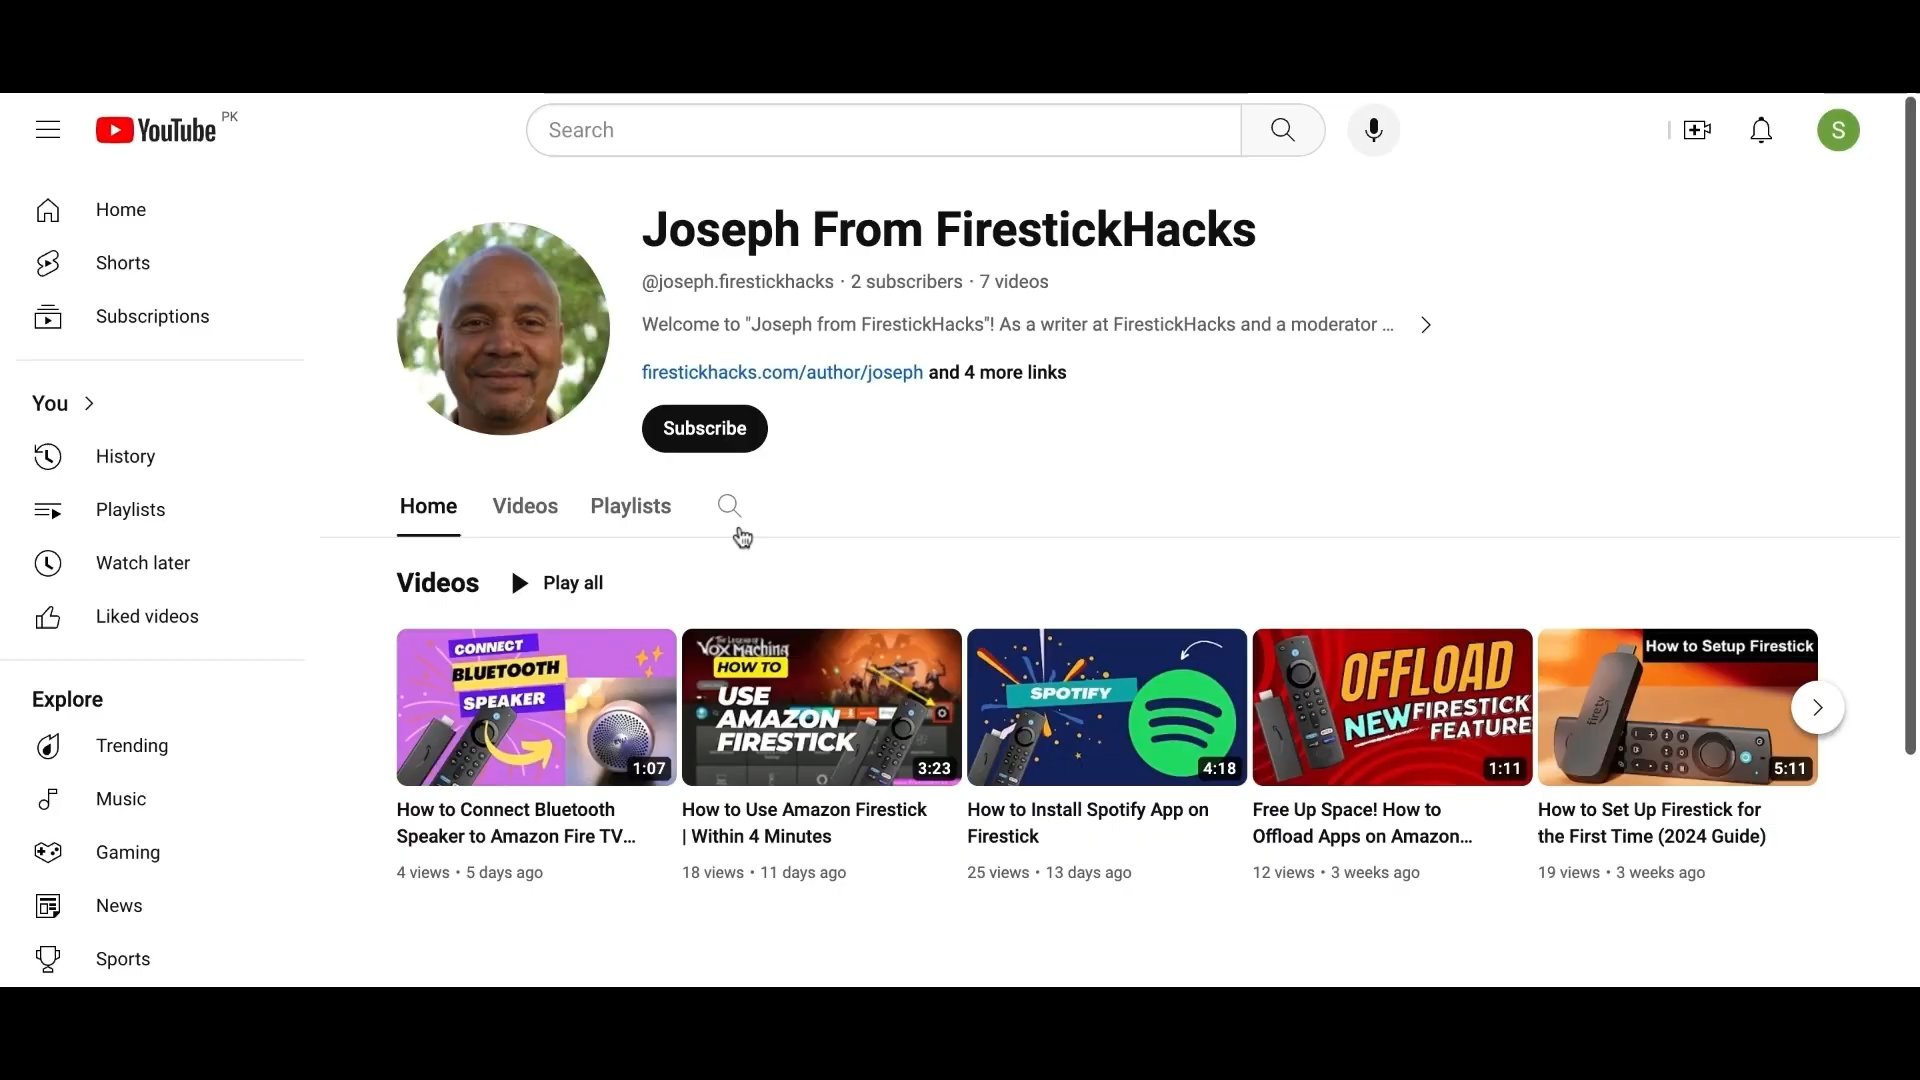 YouTube PK
Search
S
Home
Shorts
Subscriptions
You
History
Playlists
Watch later
Liked videos
Explore
Trending
Music
Gaming
News
Sports
Joseph From FirestickHacks
@joseph.firestickhacks · 2 subscribers · 7 videos
Welcome to "Joseph from FirestickHacks"! As a writer at FirestickHacks and a moderator ...
firestickhacks.com/author/joseph and 4 more links
Subscribe
Home Videos Playlists
Videos Play all
CONNECT
BLUETOOTH
SPEAKER
1:07
How to Connect Bluetooth
Speaker to Amazon Fire TV...
4 views • 5 days ago
THE LEGEND OF
VOX MACHINA
HOW TO
USE
AMAZON
FIRESTICK
3:23
How to Use Amazon Firestick
| Within 4 Minutes
18 views • 11 days ago
SPOTIFY
4:18
How to Install Spotify App on
Firestick
25 views • 13 days ago
OFFLOAD
NEW FIRESTICK
FEATURE
1:11
Free Up Space! How to
Offload Apps on Amazon...
12 views • 3 weeks ago
How to Setup Firestick
firetv
5:11
How to Set Up Firestick for
the First Time (2024 Guide)
19 views • 3 weeks ago